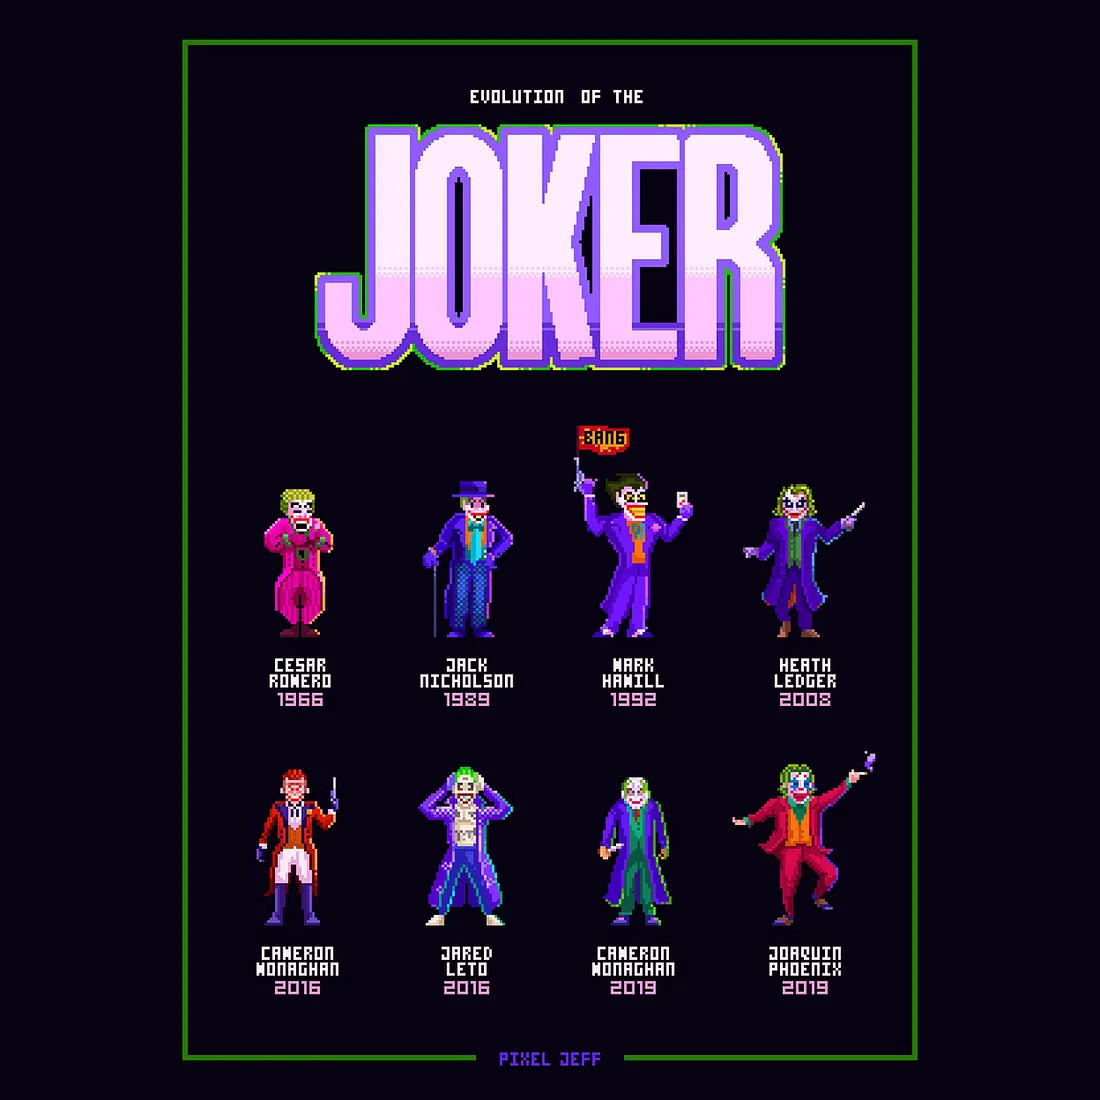 EVOLUTION OF THE
JOKER
BANG
CESAR
ROMERO
1966
JACK
NICHOLSON
1989
MARK
HAMILL
1992
HEATH
LEDGER
2008
CAMERON
MONAGHAN
2016
JARED
LETO
2016
CAMERON
MONAGHAN
2019
JOAQUIN
PHOENIX
2019
PIXEL JEFF